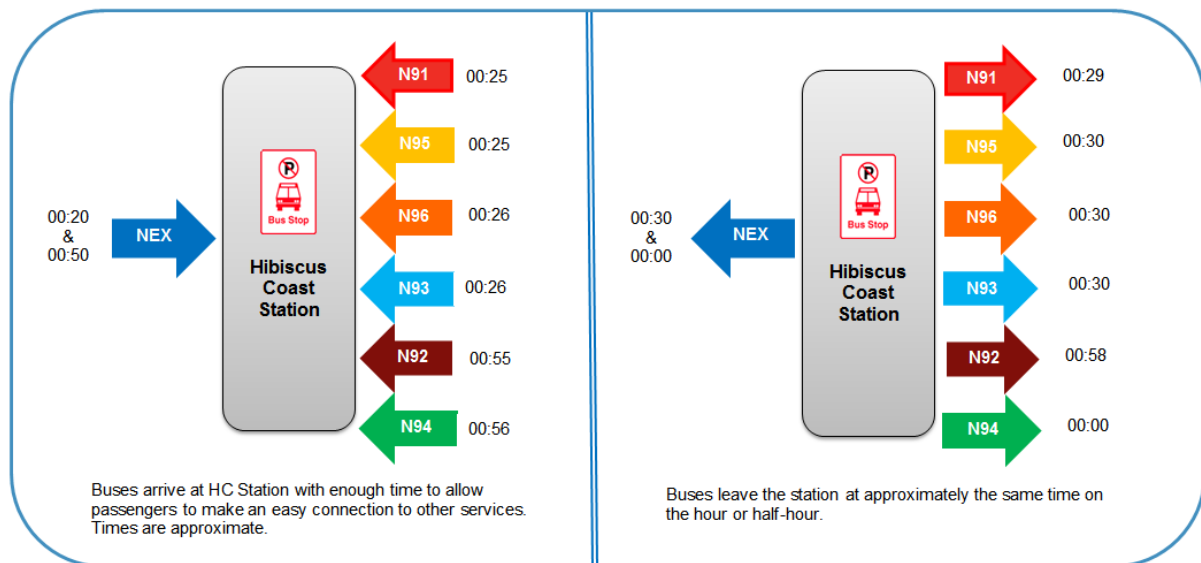 N91 00:25
N95 00:25
P
Bus Stop
00:20
&
00:50
NEX
N96 00:26
Hibiscus
Coast
Station
N93 00:26
N92 00:55
N94 00:56
Buses arrive at HC Station with enough time to allow
passengers to make an easy connection to other services.
Times are approximate.
N91 00:29
N95 00:30
P
Bus Stop
00:30
&
00:00
NEX
N96 00:30
Hibiscus
Coast
Station
N93 00:30
N92 00:58
N94 00:00
Buses leave the station at approximately the same time on
the hour or half-hour.